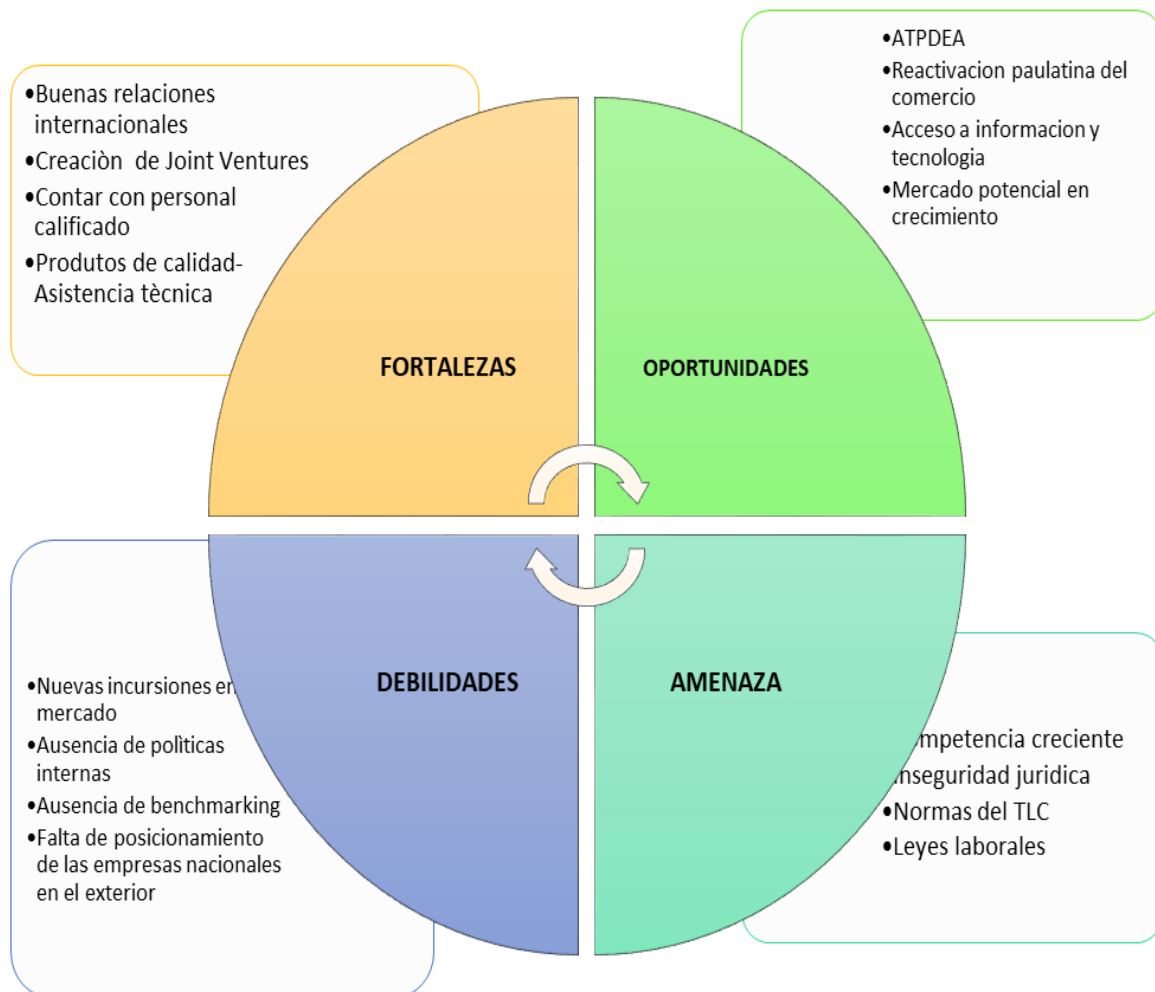 •Buenas relaciones
internacionales
•Creaciòn de Joint Ventures
•Contar con personal
calificado
•Produtos de calidad-
Asistencia tècnica
FORTALEZAS
•ATPDEA
•Reactivacion paulatina del
comercio
•Acceso a informacion y
tecnologia
•Mercado potencial en
crecimiento
OPORTUNIDADES
DEBILIDADES
•Nuevas incursiones en
mercado
•Ausencia de polìticas
internas
•Ausencia de benchmarking
•Falta de posicionamiento
de las empresas nacionales
en el exterior
AMENAZA
ompetencia creciente
Inseguridad juridica
•Normas del TLC
•Leyes laborales